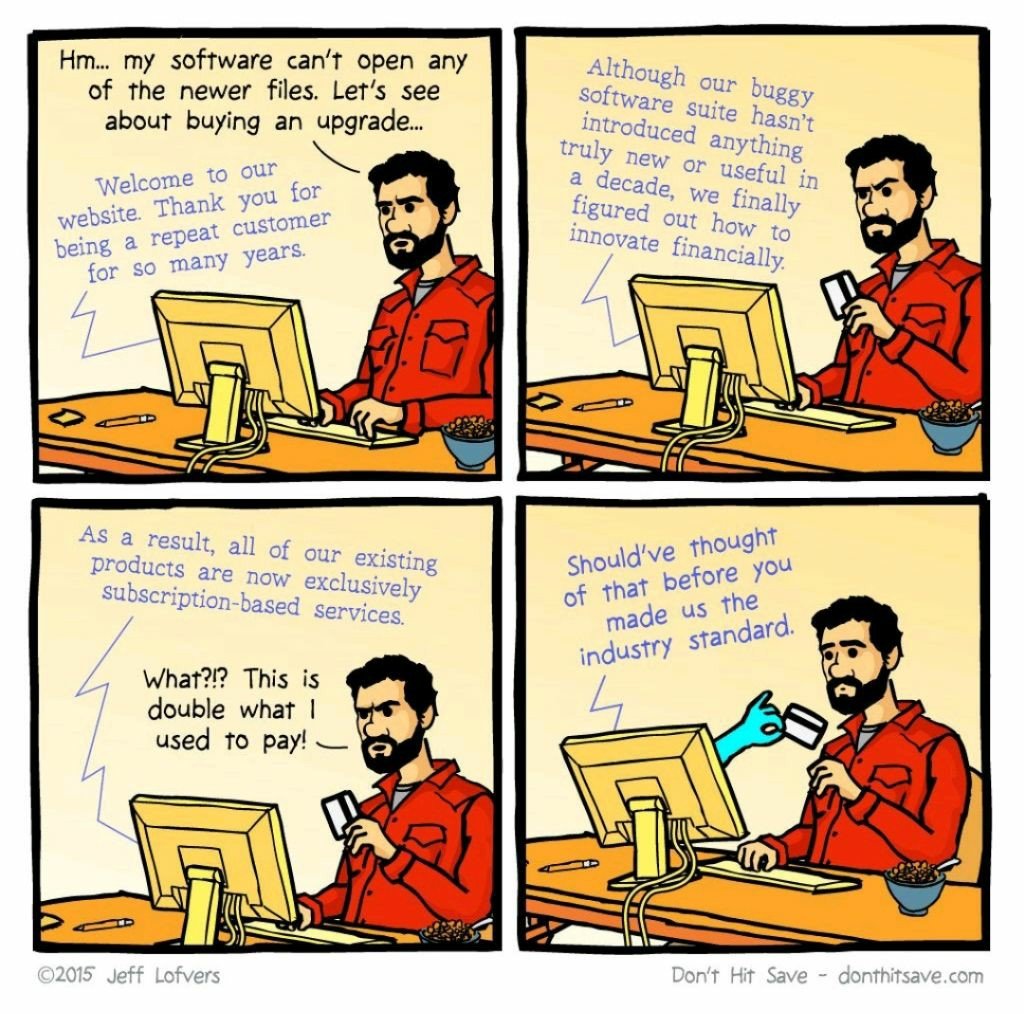 Hm... my software can't open any
of the newer files. Let's see
about buying an upgrade...
Welcome to our
website. Thank you for
being a repeat customer
for so many years.
Although our buggy
software suite hasn't
introduced anything
truly new or useful in
a decade, we finally
figured out how to
innovate financially.
As a result, all of our existing
products are now exclusively
subscription-based services.
What?!? This is
double what I
used to pay!
Should've thought
of that before you
made us the
industry standard.
©2015 Jeff Lofvers
Don't Hit Save - donthitsave.com